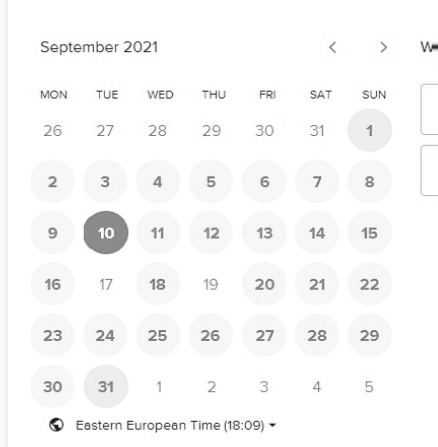 September 2021 < >
MON TUE WED THU FRI SAT SUN
26 27 28 29 30 31 1
2 3 4 5 6 7 8
9 10 11 12 13 14 15
16 17 18 19 20 21 22
23 24 25 26 27 28 29
30 31 1 2 3 4 5
Eastern European Time (18:09)